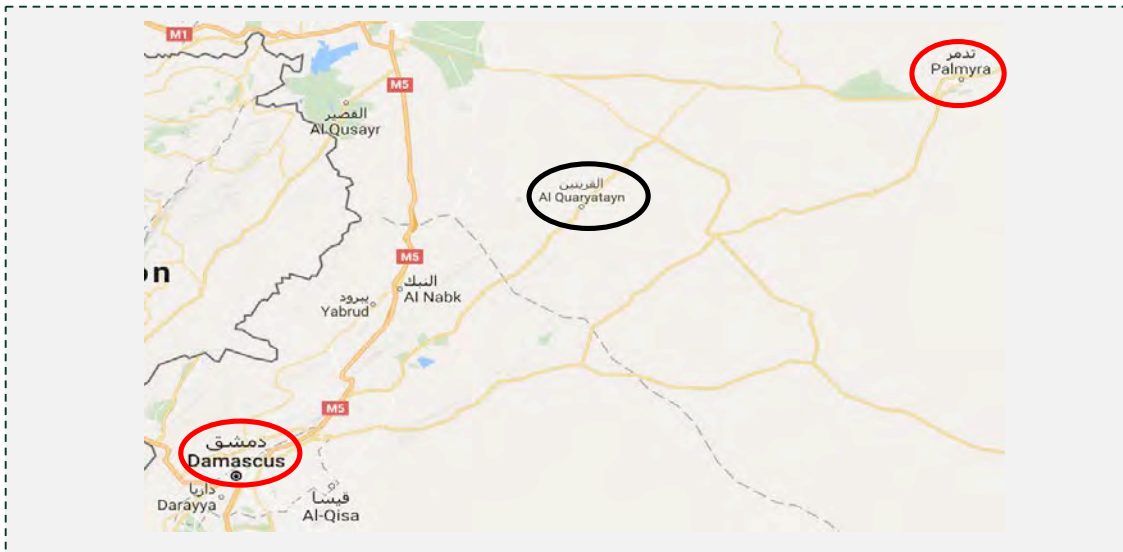 M1
تدمر
Palmyra
M5
القصير
Al Qusayr
القريتين
Al Quaryatayn
M5
on
النبك
Al Nabk
يبرود
Yabrud
M5
دمشق
Damascus
داريا
Darayya
قيسا
Al-Qisa